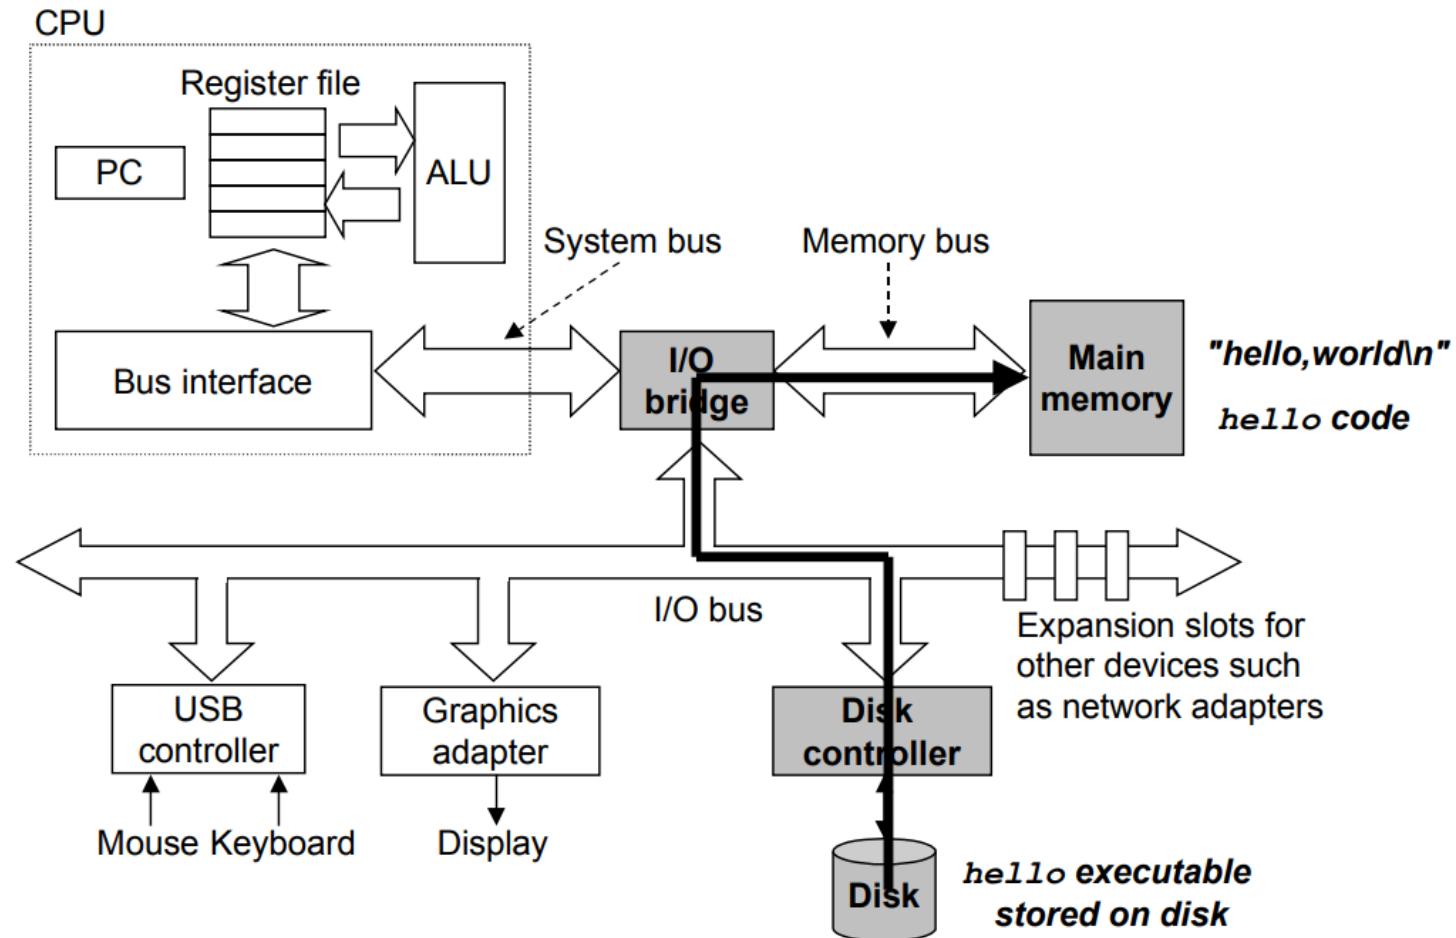 CPU
Register file
PC
ALU
System bus
Memory bus
Bus interface
I/O
bridge
Main
memory
"hello,world\n"
hello code
I/O bus
Expansion slots for
other devices such
as network adapters
USB
controller
Graphics
adapter
Disk
controller
Mouse Keyboard
Display
Disk
hello executable
stored on disk